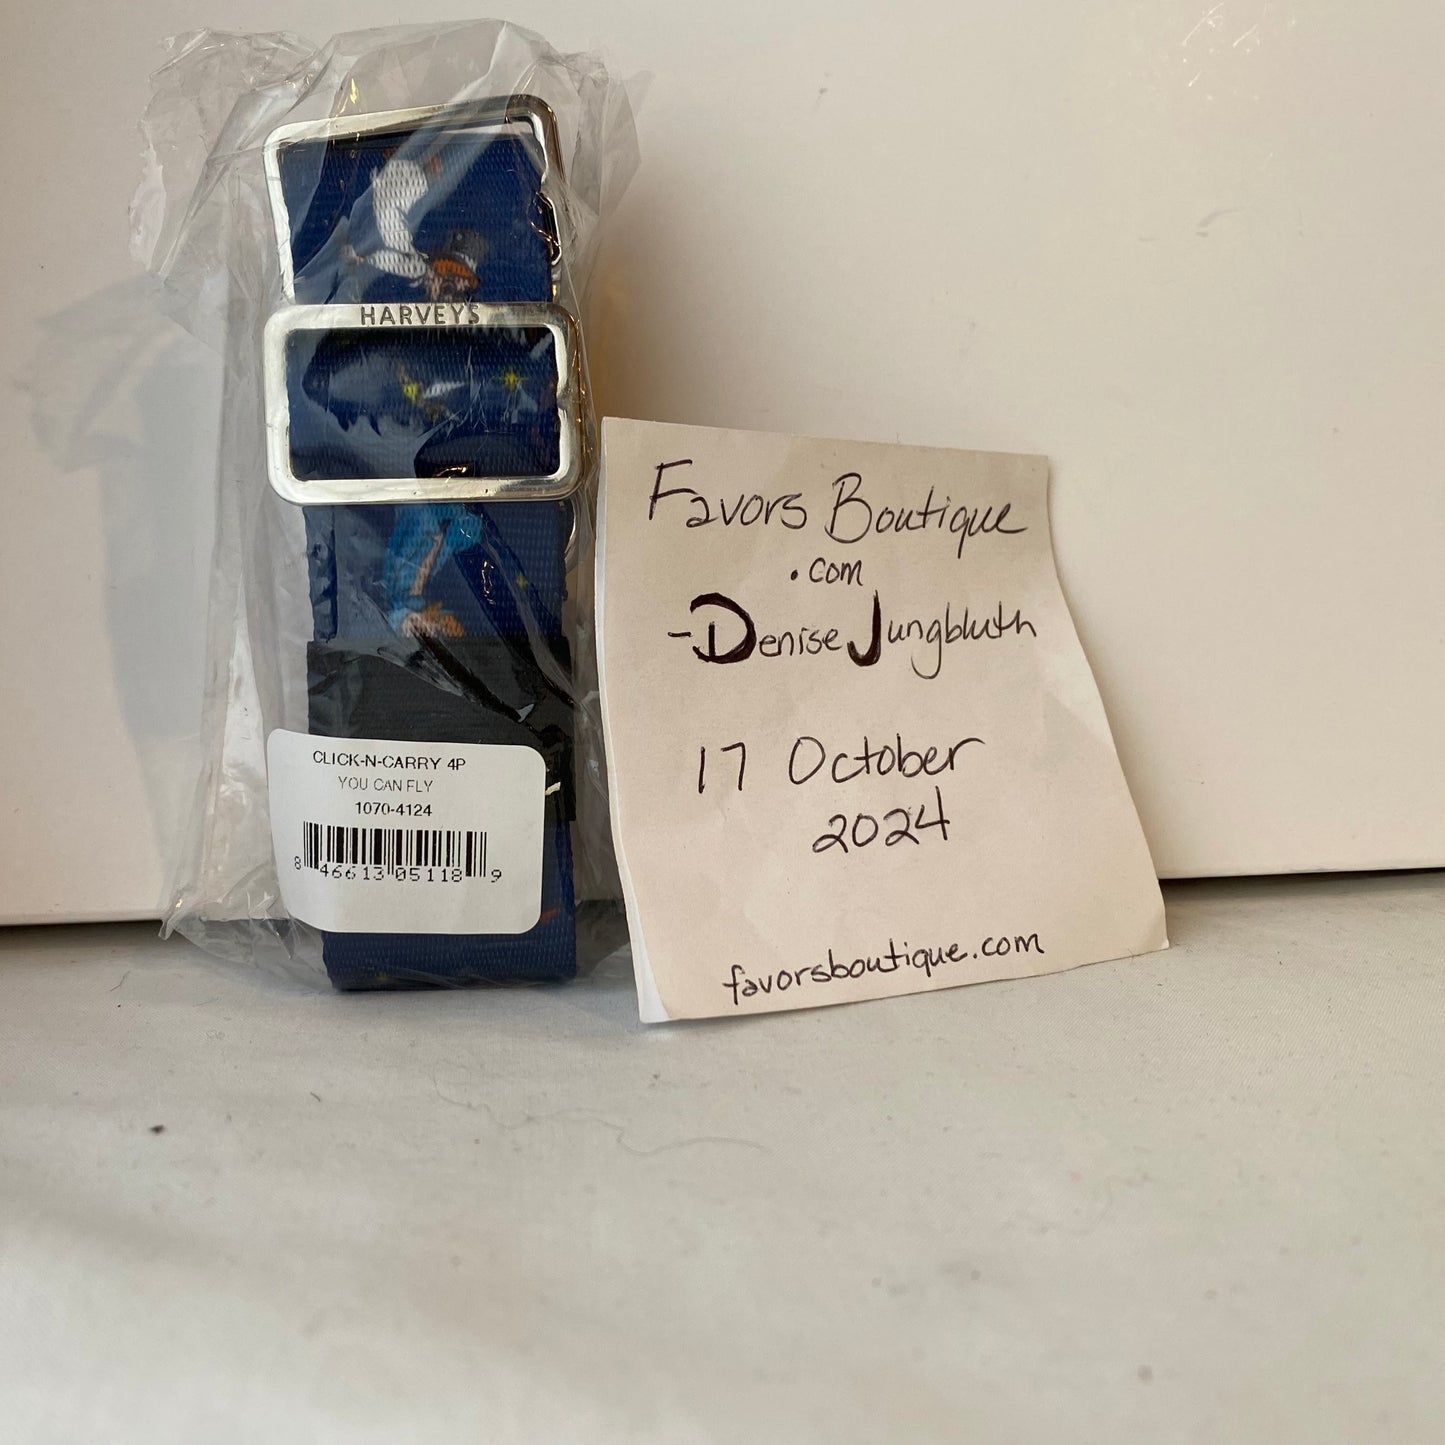 HARVEYS
CLICK-N-CARRY 4P
YOU CAN FLY
1070-4124
8 46613 05118 9
Favors Boutique
.com
-Denise Jungbluth
17 October
2024
favorsboutique.com